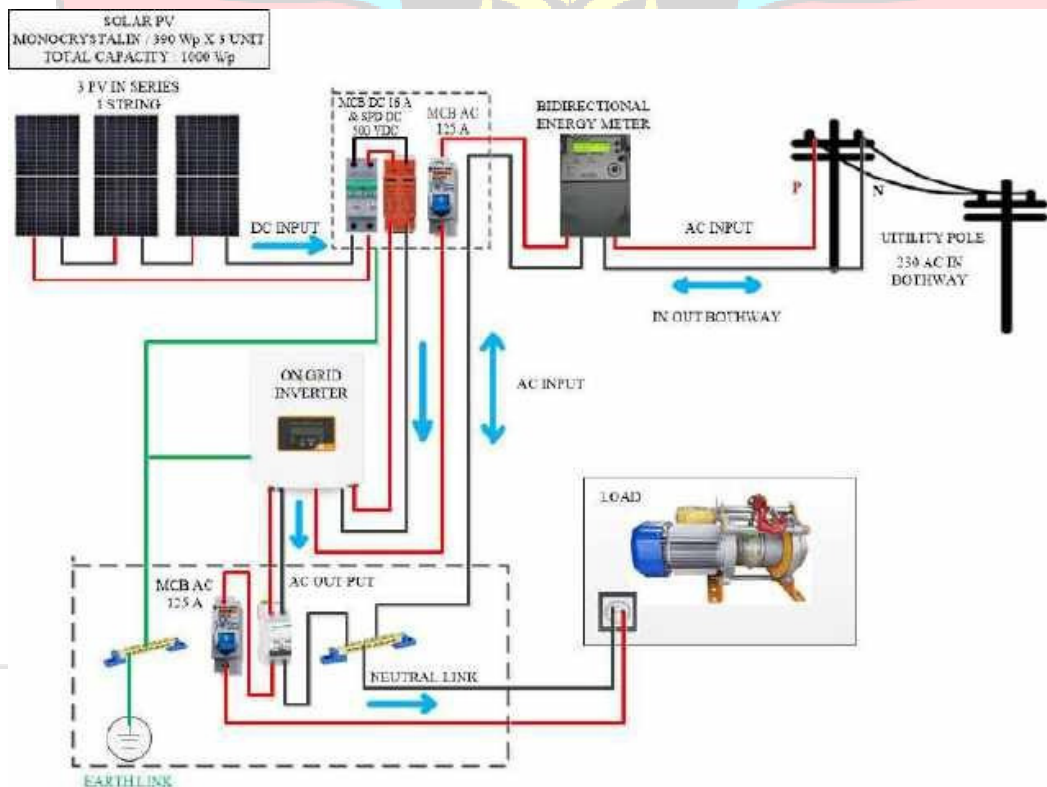 SOLAR PV
MONOCRYSTALIN / 390 Wp X 3 UNIT
TOTAL CAPACITY : 1000 Wp
3 PV IN SERIES
1 STRING
MCB DC 16 A
& SPD DC
500 VDC
MCB AC
125 A
BIDIRECTIONAL
ENERGY METER
DC INPUT
P
N
AC INPUT
UITILITY POLE
230 AC IN
BOTHWAY
IN OUT BOTHWAY
ON GRID
INVERTER
AC INPUT
LOAD
MCB AC
125 A
AC OUT PUT
NEUTRAL LINK
EARTH LINK